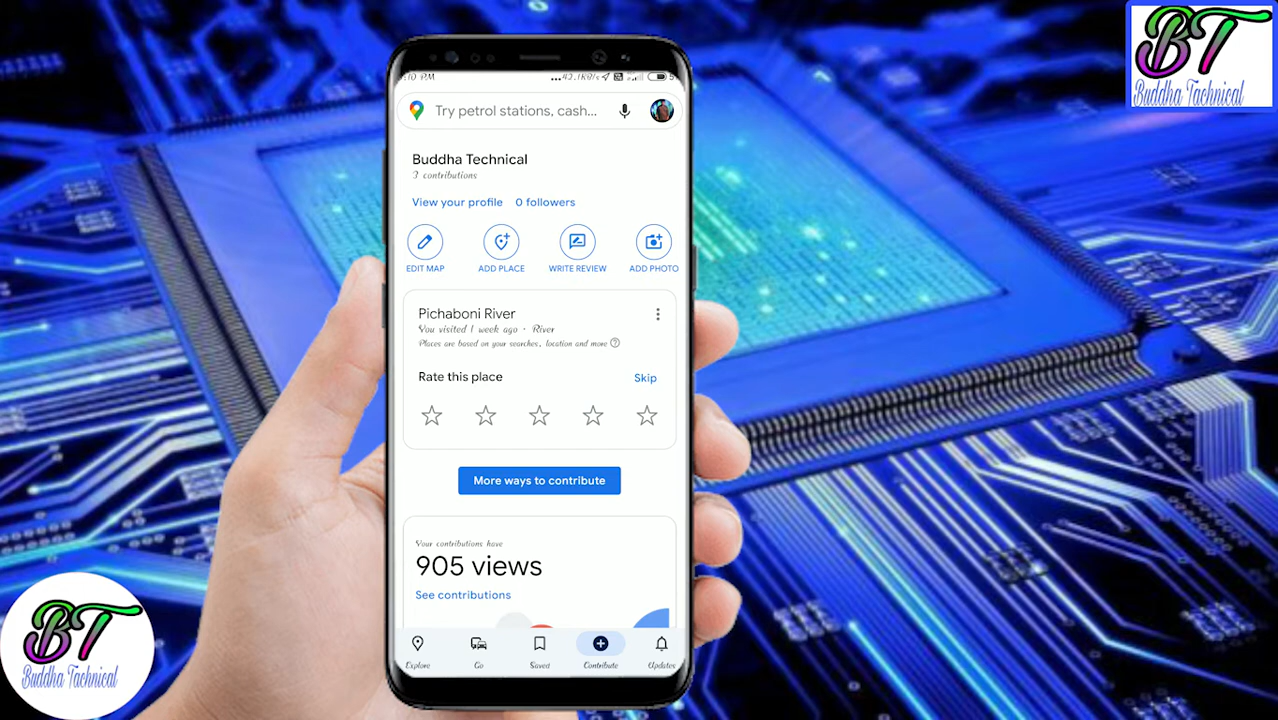 BT
Buddha Tachnical
Try petrol stations, cash...
Buddha Technical
3 contributions
View your profile 0 followers
EDIT MAP ADD PLACE WRITE REVIEW ADD PHOTO
Pichaboni River
You visited 1 week ago · River
Places are based on your searches, location and more
Rate this place Skip
More ways to contribute
Your contributions have
905 views
See contributions
Explore Go Saved Contribute Updates
BT
Buddha Tachnical